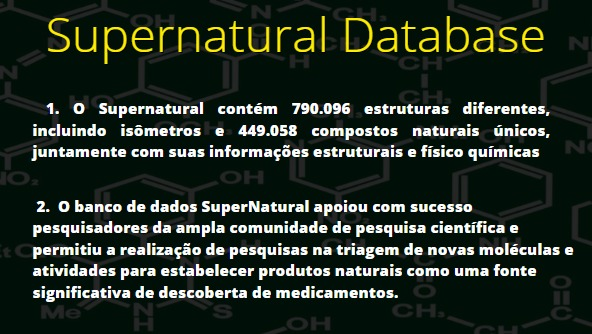 Supernatural Database
1. O Supernatural contém 790.096 estruturas diferentes,
incluindo isômetros e 449.058 compostos naturais únicos,
juntamente com suas informações estruturais e físico químicas
2. O banco de dados SuperNatural apoiou com sucesso
pesquisadores da ampla comunidade de pesquisa científica e
permitiu a realização de pesquisas na triagem de novas moléculas e
atividades para estabelecer produtos naturais como uma fonte
significativa de descoberta de medicamentos.